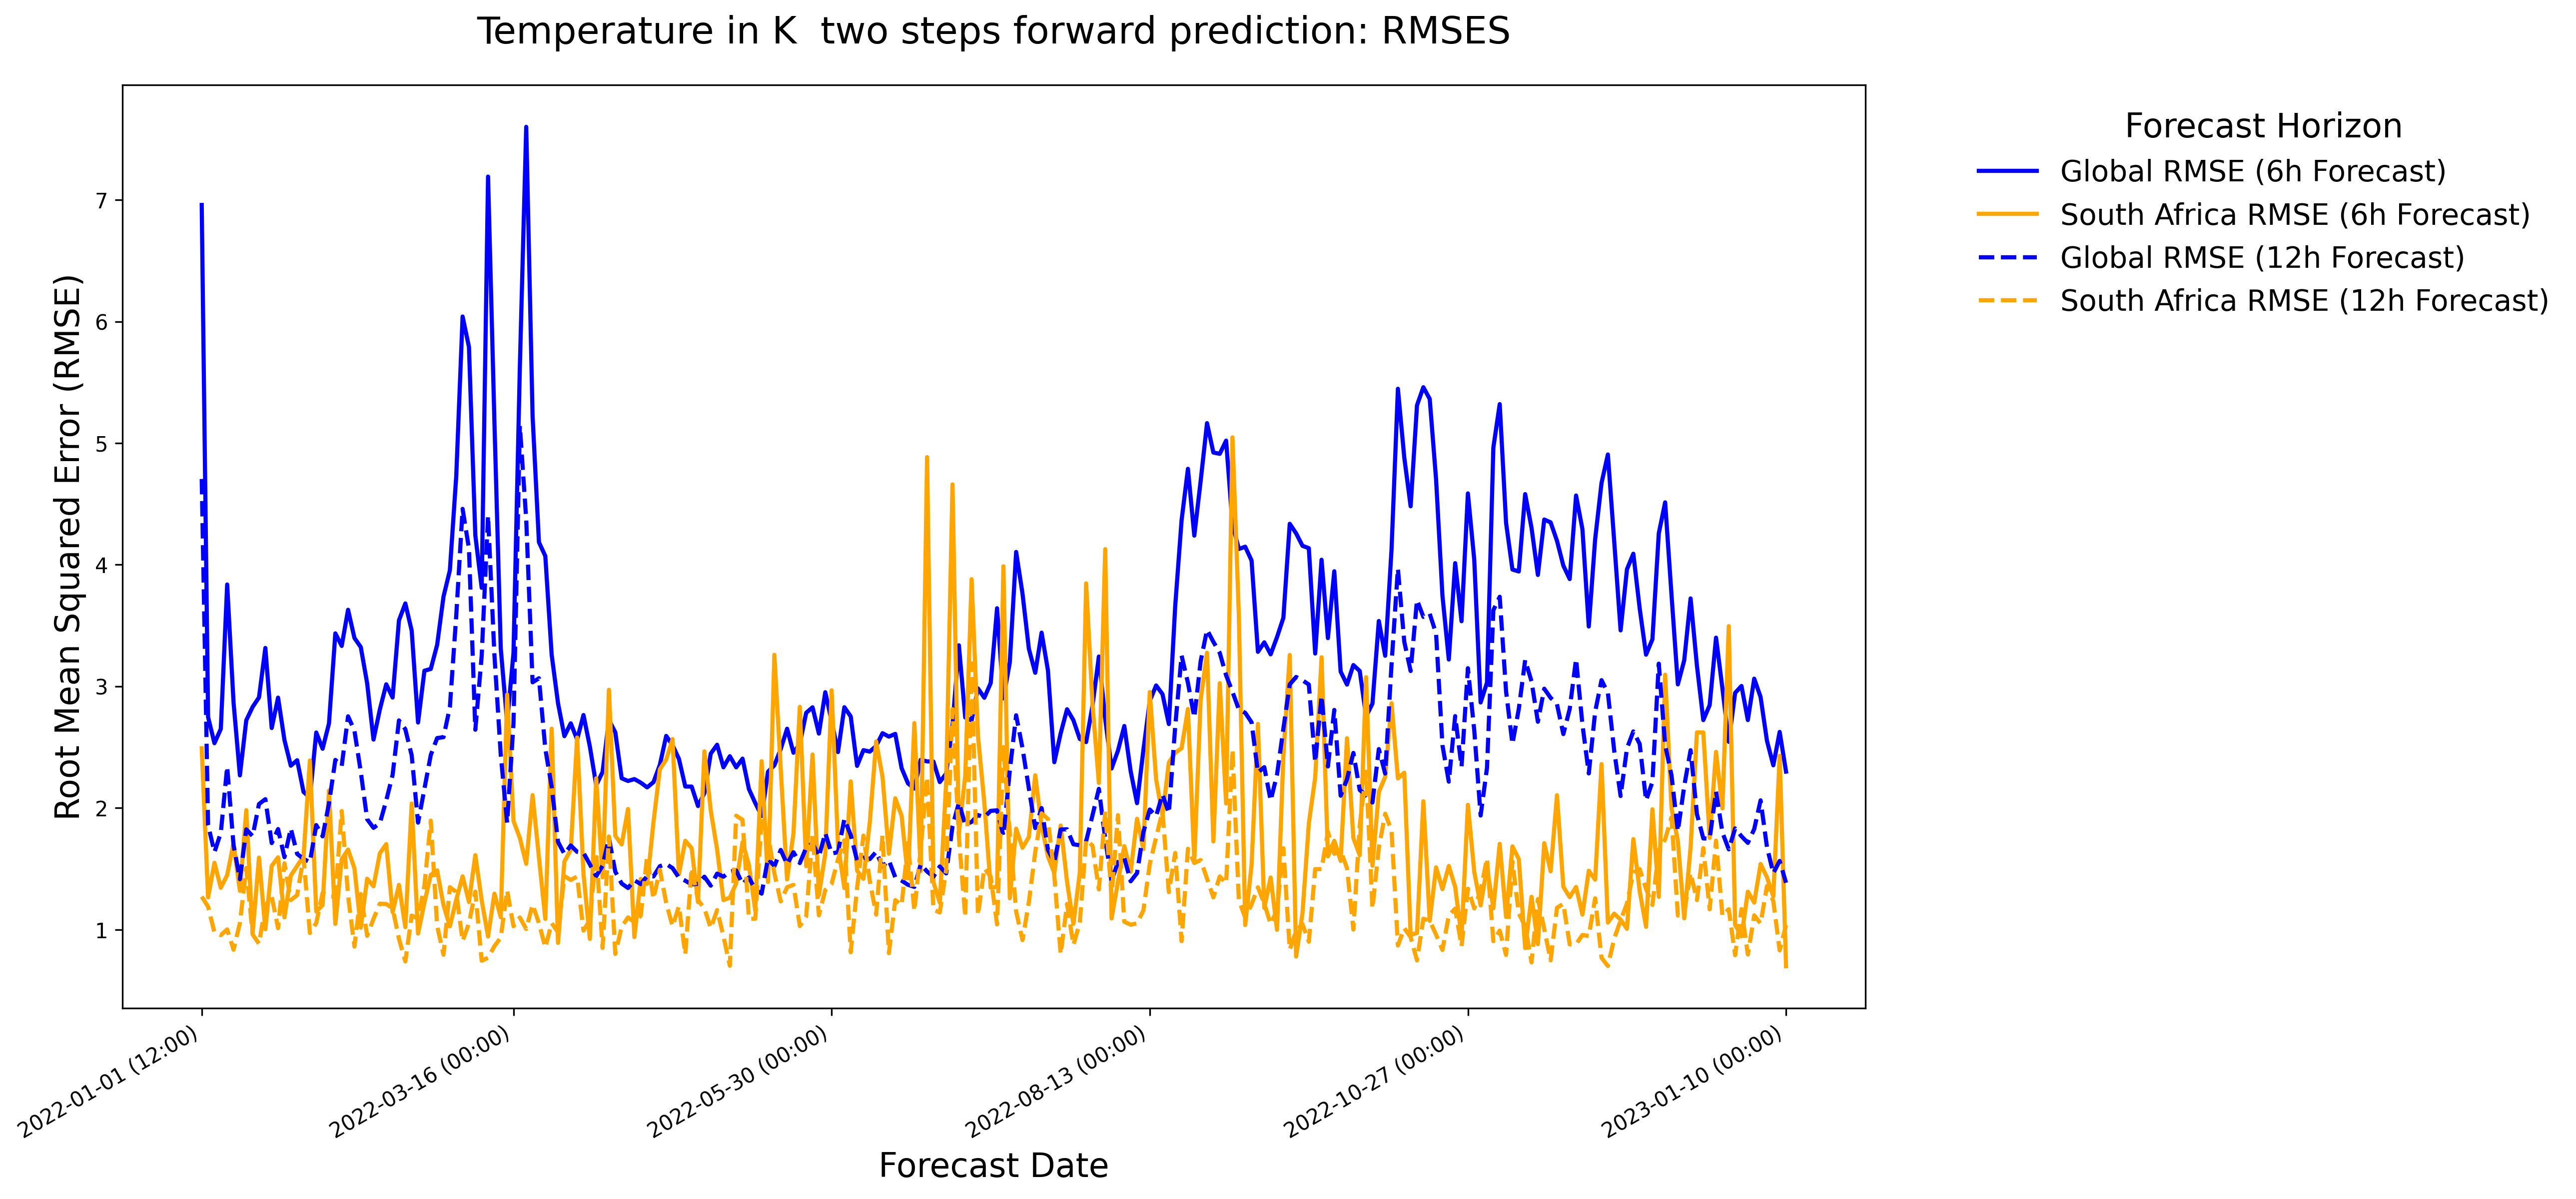 Temperature in K  two steps forward prediction: RMSES
Root Mean Squared Error (RMSE)
7
6
5
4
3
2
1
2022-01-01 (12:00)
2022-03-16 (00:00)
2022-05-30 (00:00)
2022-08-13 (00:00)
2022-10-27 (00:00)
2023-01-10 (00:00)
Forecast Date
Forecast Horizon
Global RMSE (6h Forecast)
South Africa RMSE (6h Forecast)
Global RMSE (12h Forecast)
South Africa RMSE (12h Forecast)